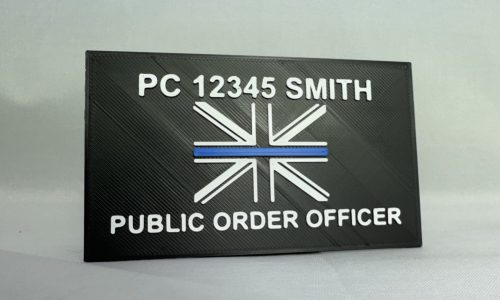 PC 12345 SMITH
PUBLIC ORDER OFFICER